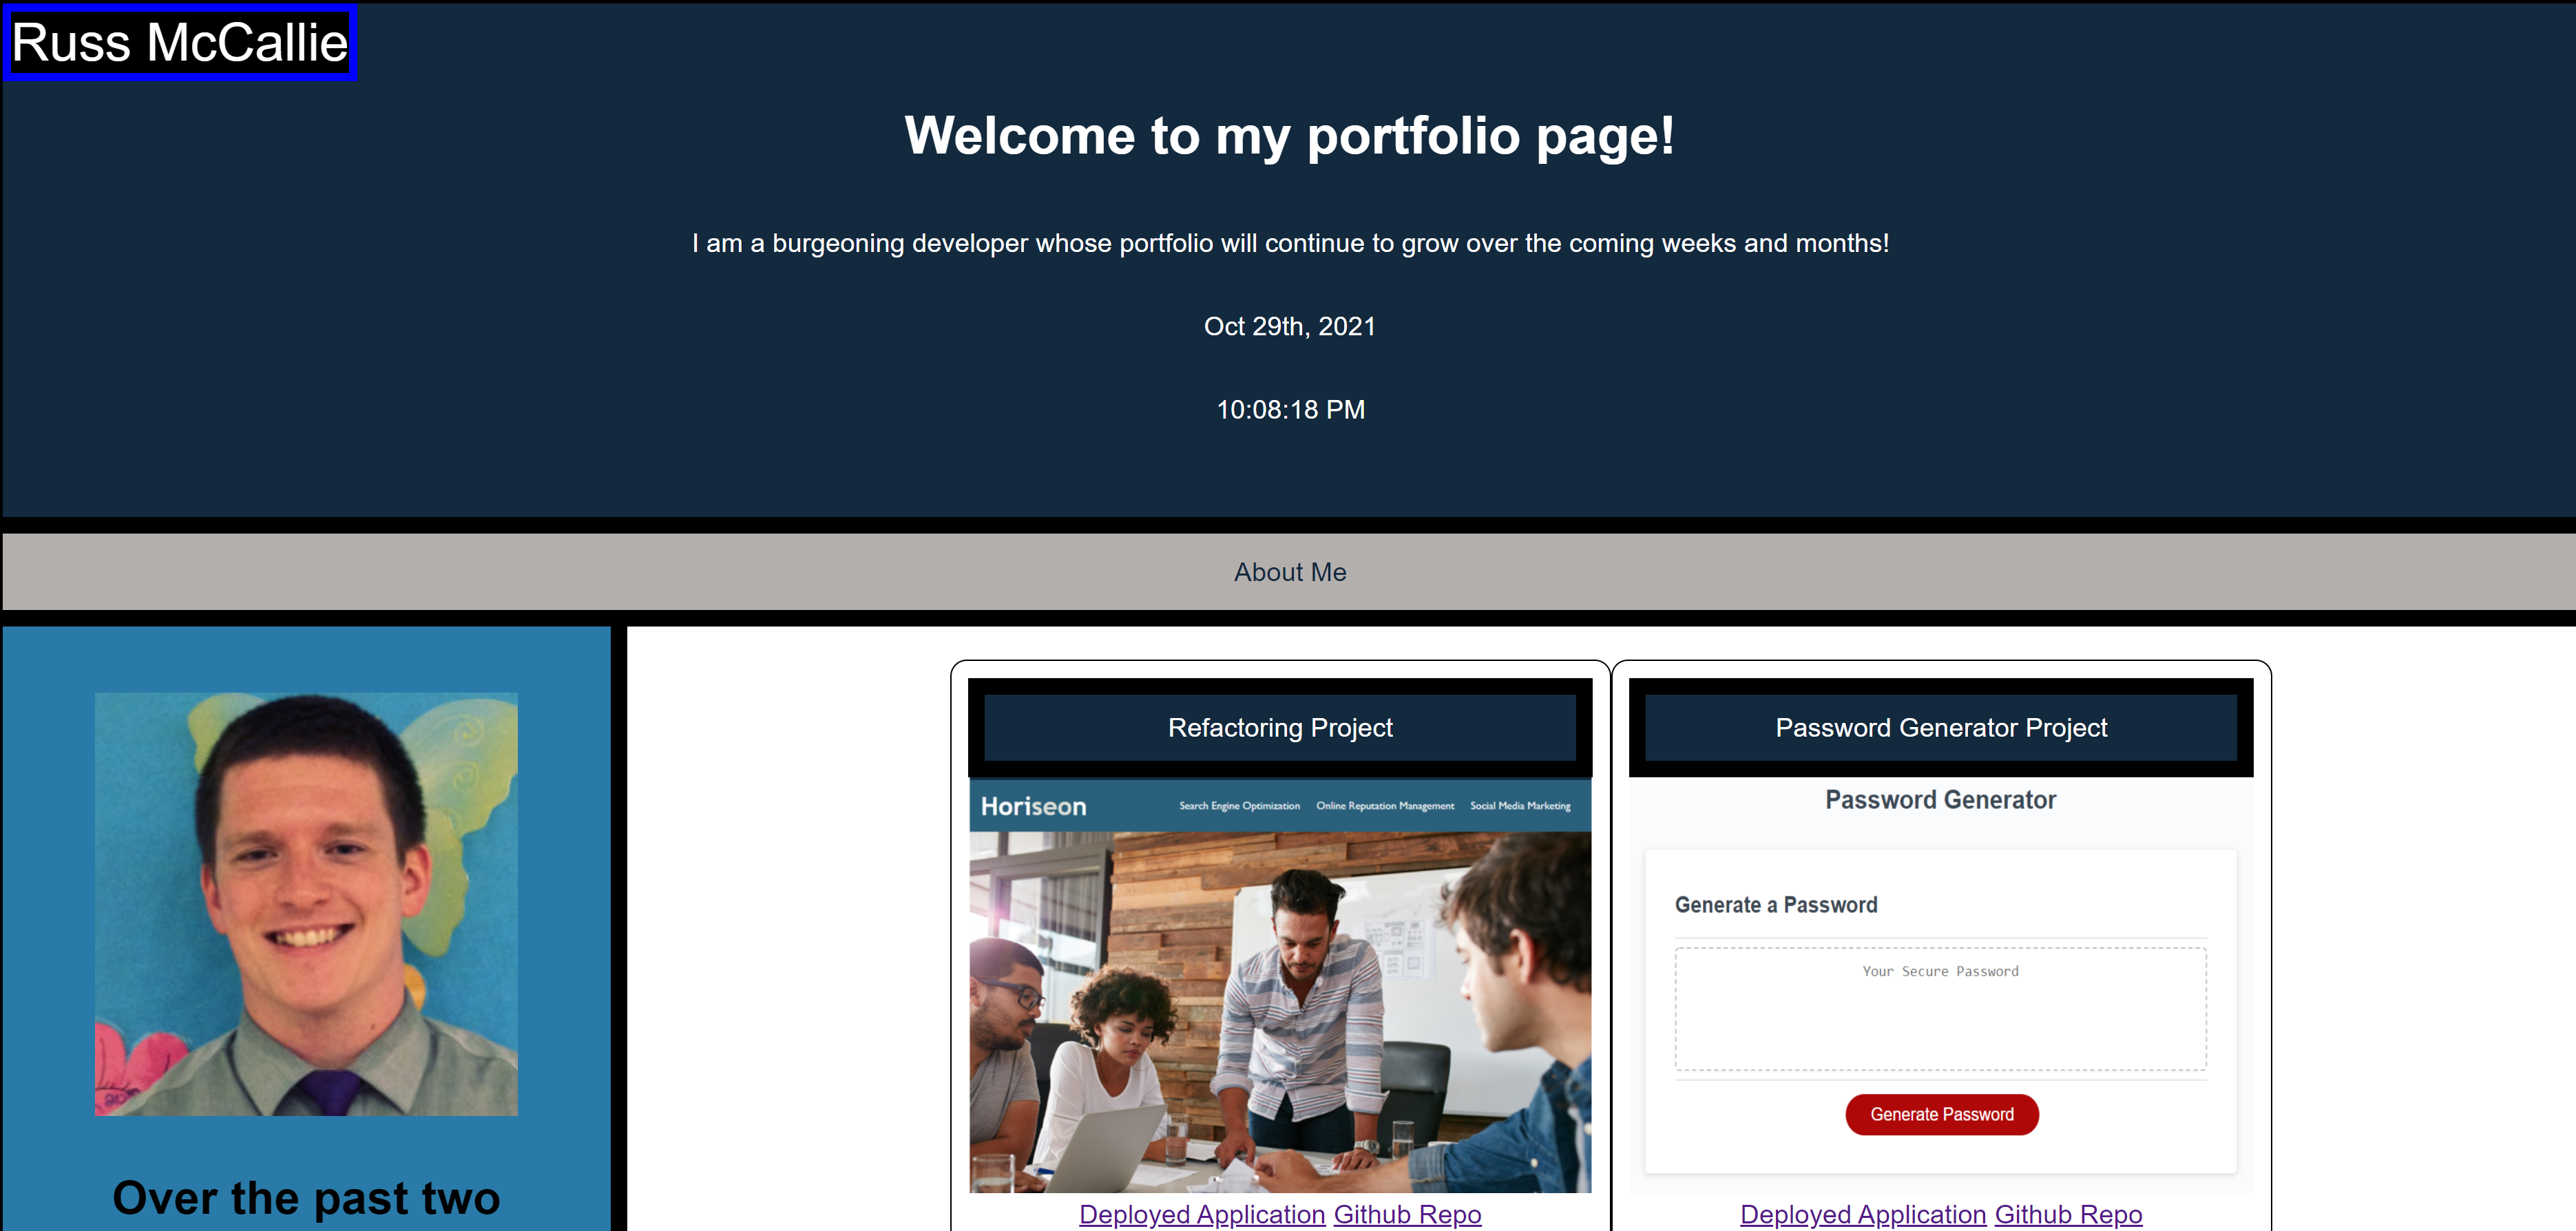 Russ McCallie
Welcome to my portfolio page!
I am a burgeoning developer whose portfolio will continue to grow over the coming weeks and months!
Oct 29th, 2021
10:08:18 PM
About Me
Over the past two
Refactoring Project
Horiseon
Search Engine Optimization Online Reputation Management Social Media Marketing
Deployed Application Github Repo
Password Generator Project
Password Generator
Generate a Password
Your Secure Password
Generate Password
Deployed Application Github Repo